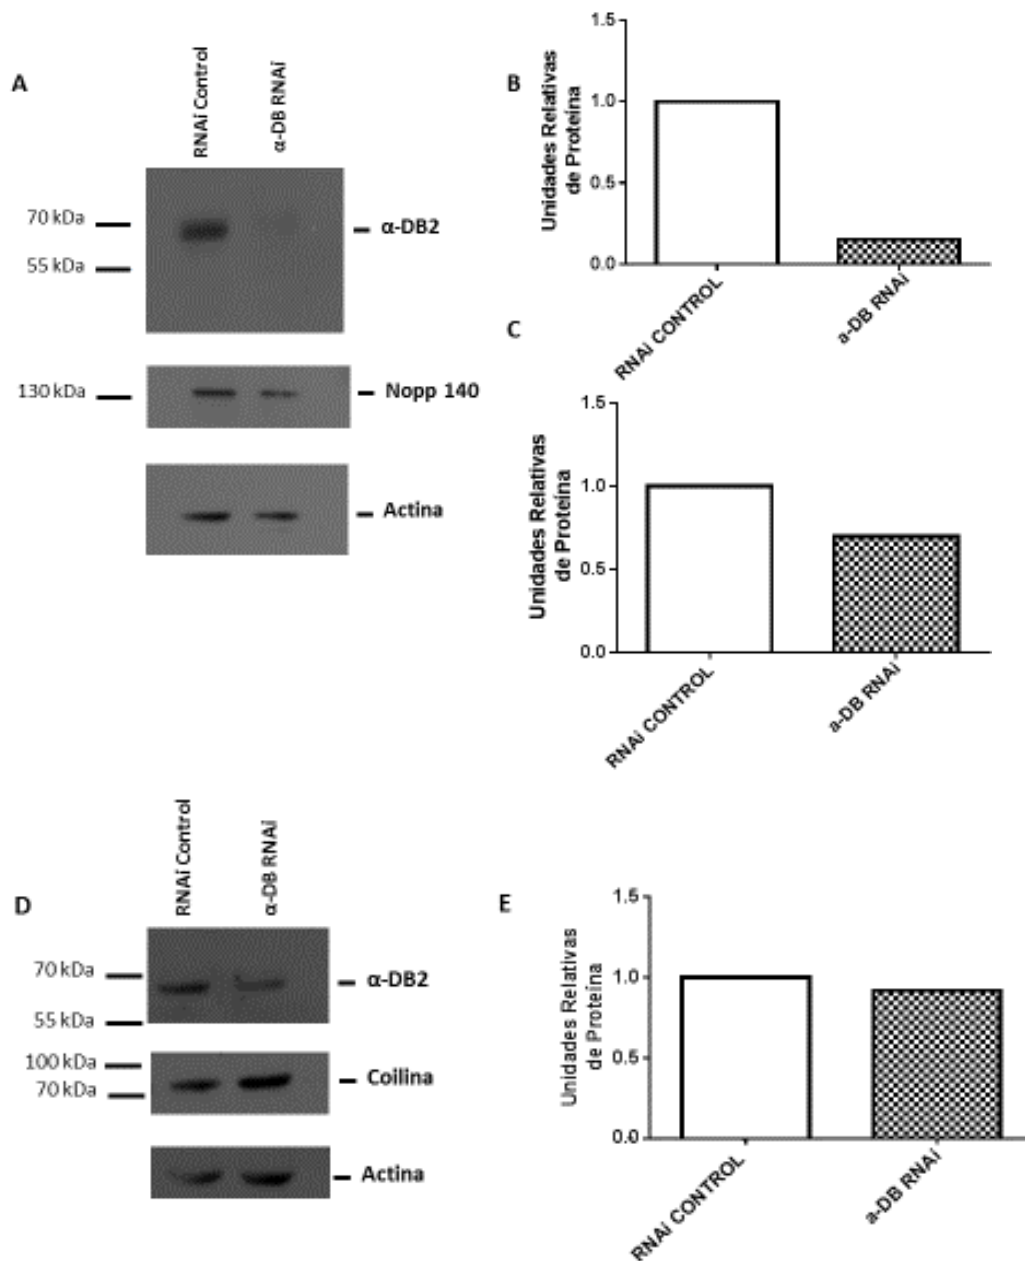 A
RNAi Control
α-DB RNAi
70 kDa
α-DB2
55 kDa
130 kDa
Nopp 140
Actina
B
Unidades Relativas
de Proteína
1.5
1.0
0.5
0.0
RNAi CONTROL
a-DB RNAi
C
Unidades Relativas
de Proteína
1.5
1.0
0.5
0.0
RNAi CONTROL
a-DB RNAi
D
RNAi Control
α-DB RNAi
70 kDa
α-DB2
55 kDa
100 kDa
70 kDa
Coilina
Actina
E
Unidades Relativas
de Proteína
1.5
1.0
0.5
0.0
RNAi CONTROL
a-DB RNAi